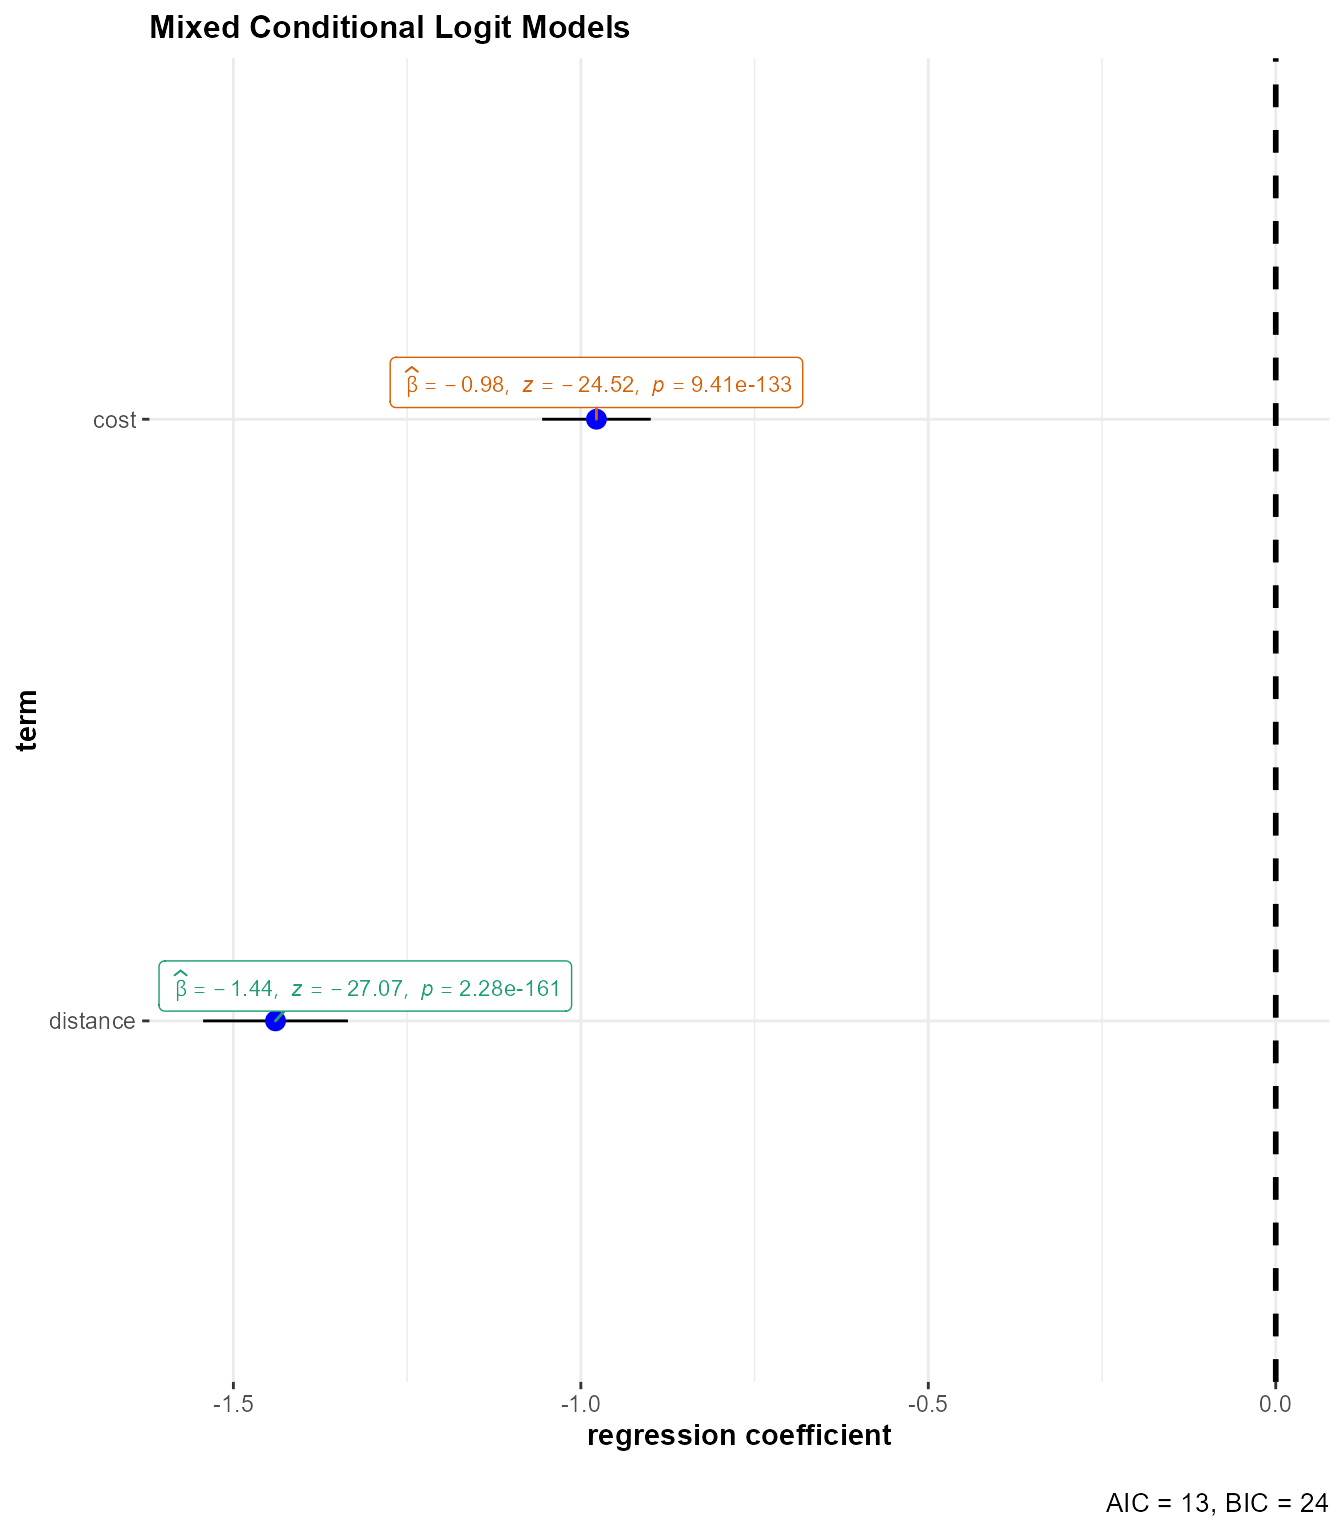 Mixed Conditional Logit Models
β̂ = − 0.98, z = − 24.52, p = 9.41e-133
cost
term
β̂ = − 1.44, z = − 27.07, p = 2.28e-161
distance
-1.5 -1.0 -0.5 0.0
regression coefficient
AIC = 13, BIC = 24